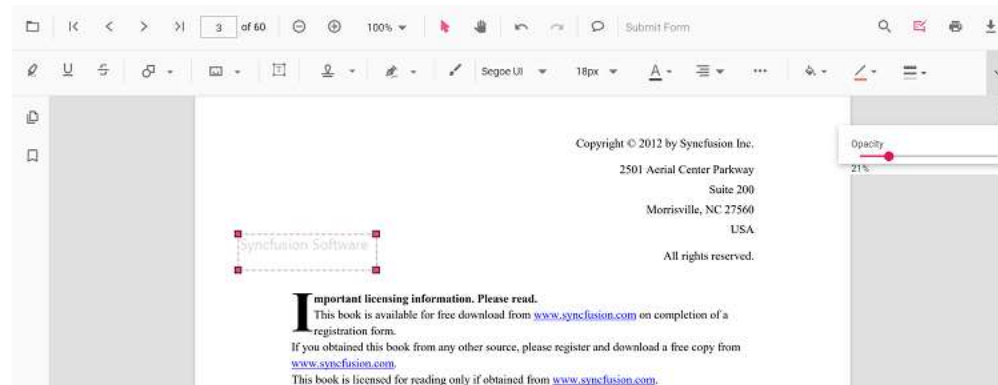 3 of 60 100% Submit Form
Segoe UI 18px A
Opacity
21%
Copyright © 2012 by Syncfusion Inc.
2501 Aerial Center Parkway
Suite 200
Morrisville, NC 27560
USA
All rights reserved.
Syncfusion Software
Important licensing information. Please read.
This book is available for free download from www.syncfusion.com on completion of a
registration form.
If you obtained this book from any other source, please register and download a free copy from
www.syncfusion.com.
This book is licensed for reading only if obtained from www.syncfusion.com.